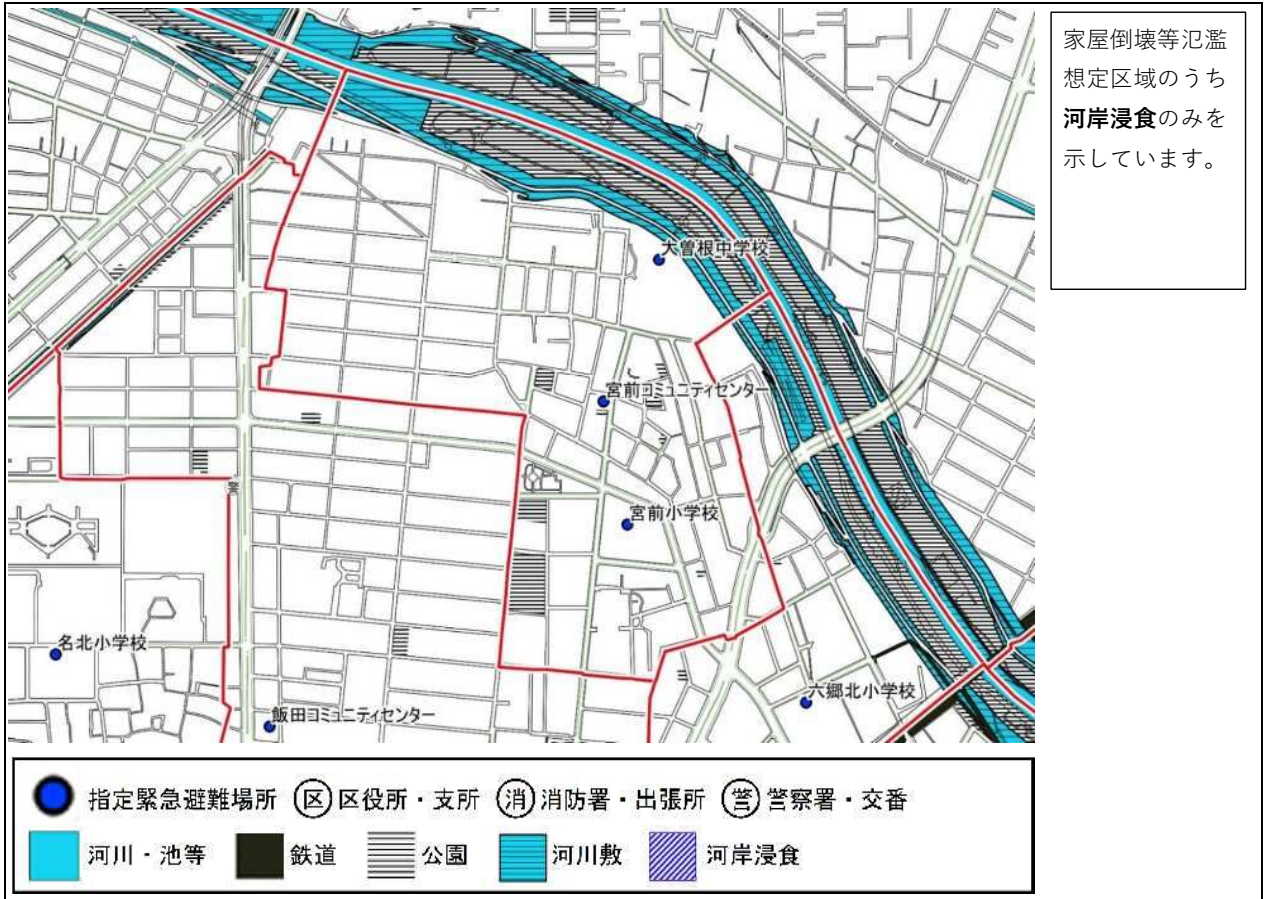 家屋倒壊等氾濫
想定区域のうち
河岸浸食のみを
示しています。
大曽根中学校
宮前コミュニティセンター
宮前小学校
警
名北小学校
六郷北小学校
飯田コミュニティセンター
指定緊急避難場所 区 区役所・支所 消 消防署・出張所 警 警察署・交番
河川・池等 鉄道 公園 河川敷 河岸浸食